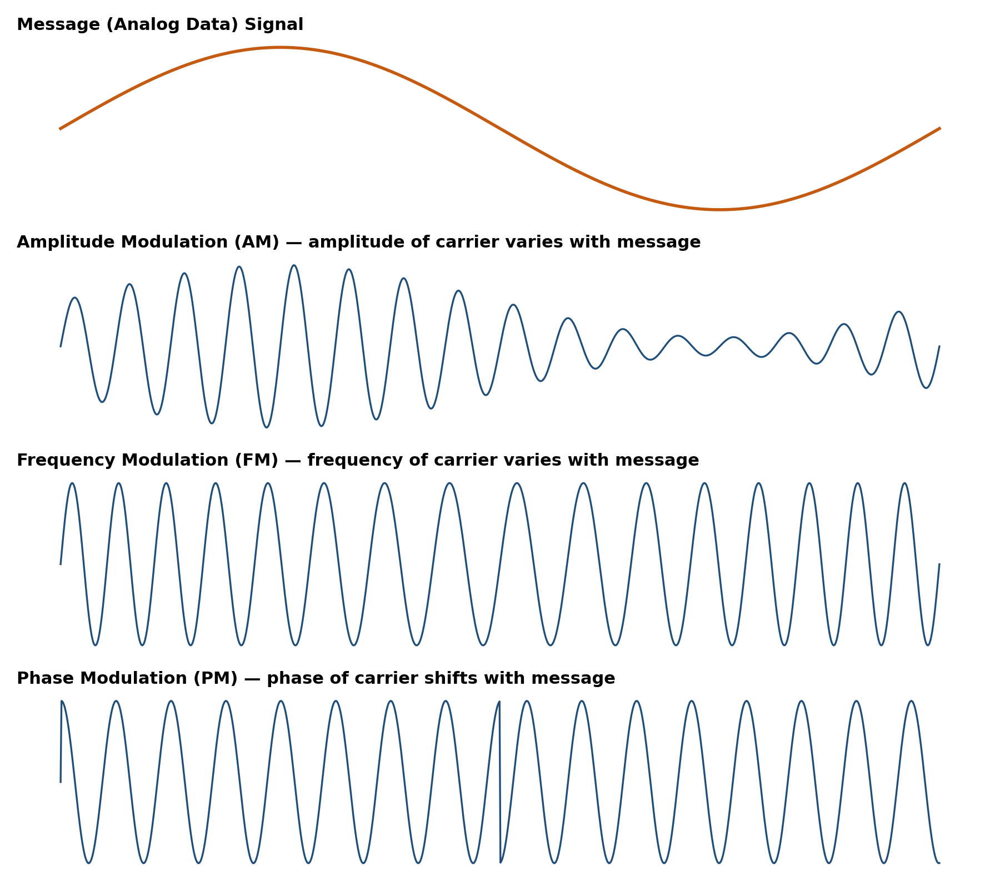 Message (Analog Data) Signal
Amplitude Modulation (AM) — amplitude of carrier varies with message
Frequency Modulation (FM) — frequency of carrier varies with message
Phase Modulation (PM) — phase of carrier shifts with message